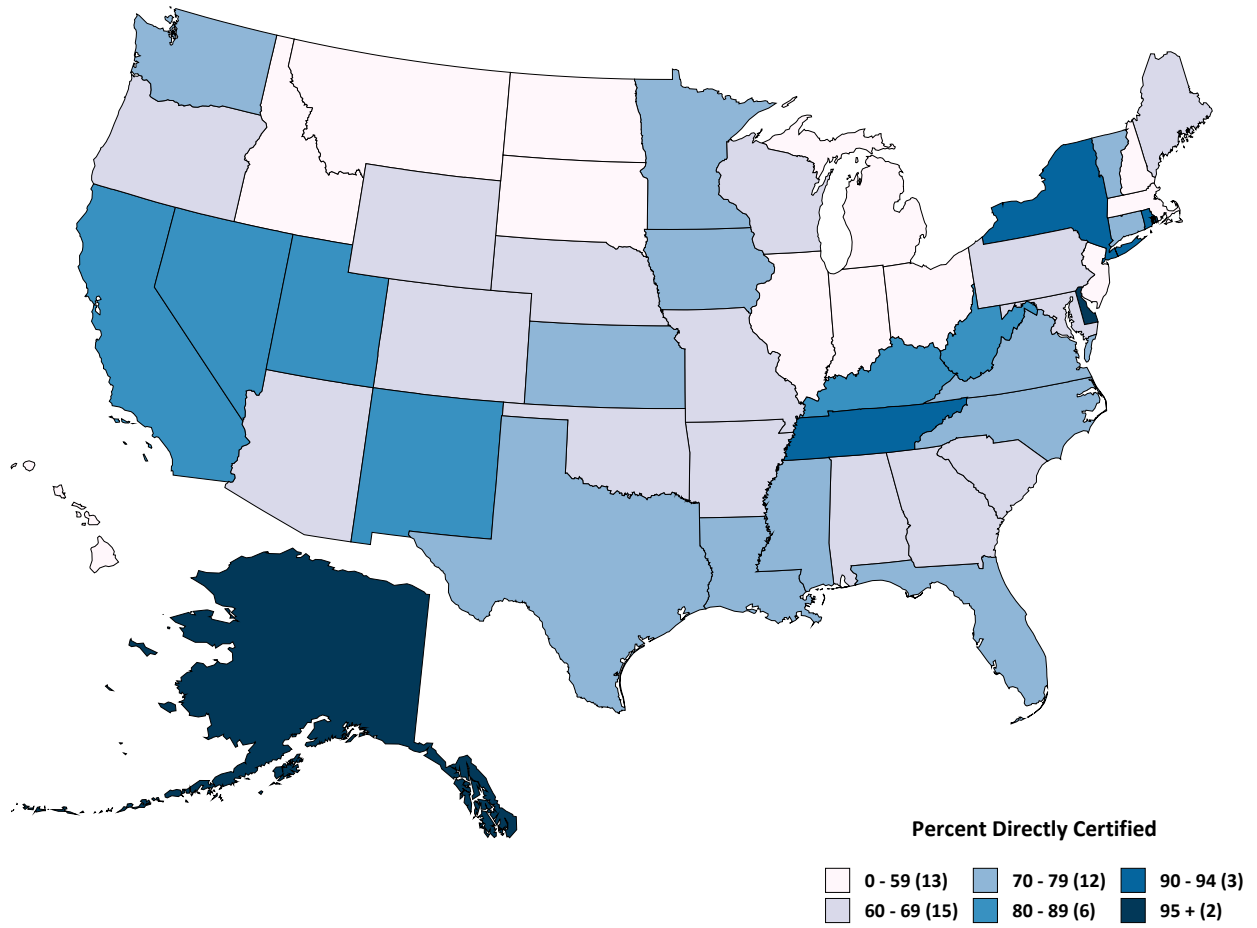 Percent Directly Certified
0 - 59 (13) 70 - 79 (12) 90 - 94 (3)
60 - 69 (15) 80 - 89 (6) 95 + (2)